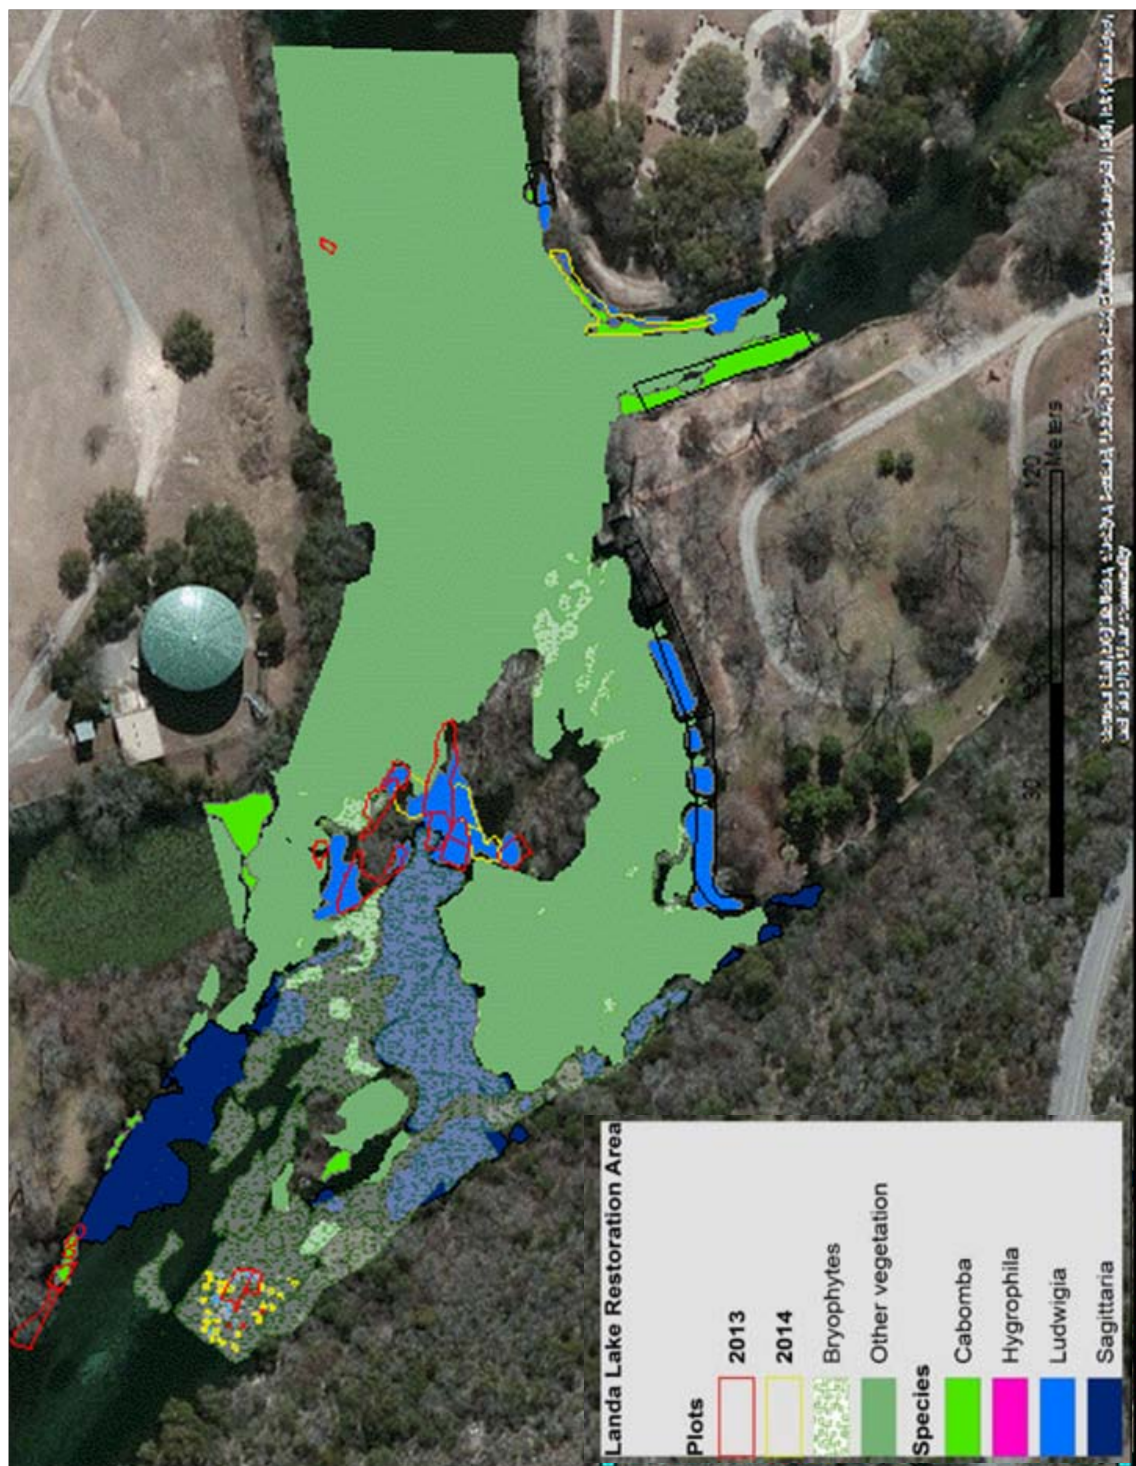 Landa Lake Restoration Area
Plots
2013
2014
Bryophytes
Other vegetation
Species
Cabomba
Hygrophila
Ludwigia
Sagittaria
0 30 120
Meters